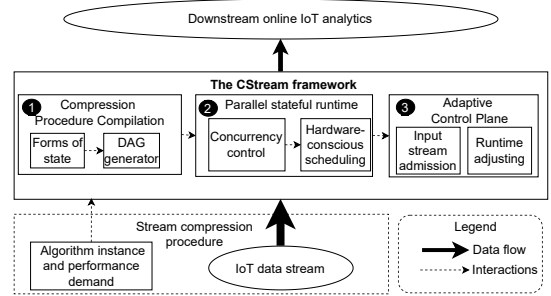 Downstream online IoT analytics
The CStream framework
1
Compression
Procedure Compilation
Forms of
state
DAG
generator
2
Parallel stateful runtime
Concurrency
control
Hardware-
conscious
scheduling
3
Adaptive
Control Plane
Input
stream
admission
Runtime
adjusting
Stream compression
procedure
Algorithm instance
and performance
demand
IoT data stream
Legend
Data flow
Interactions